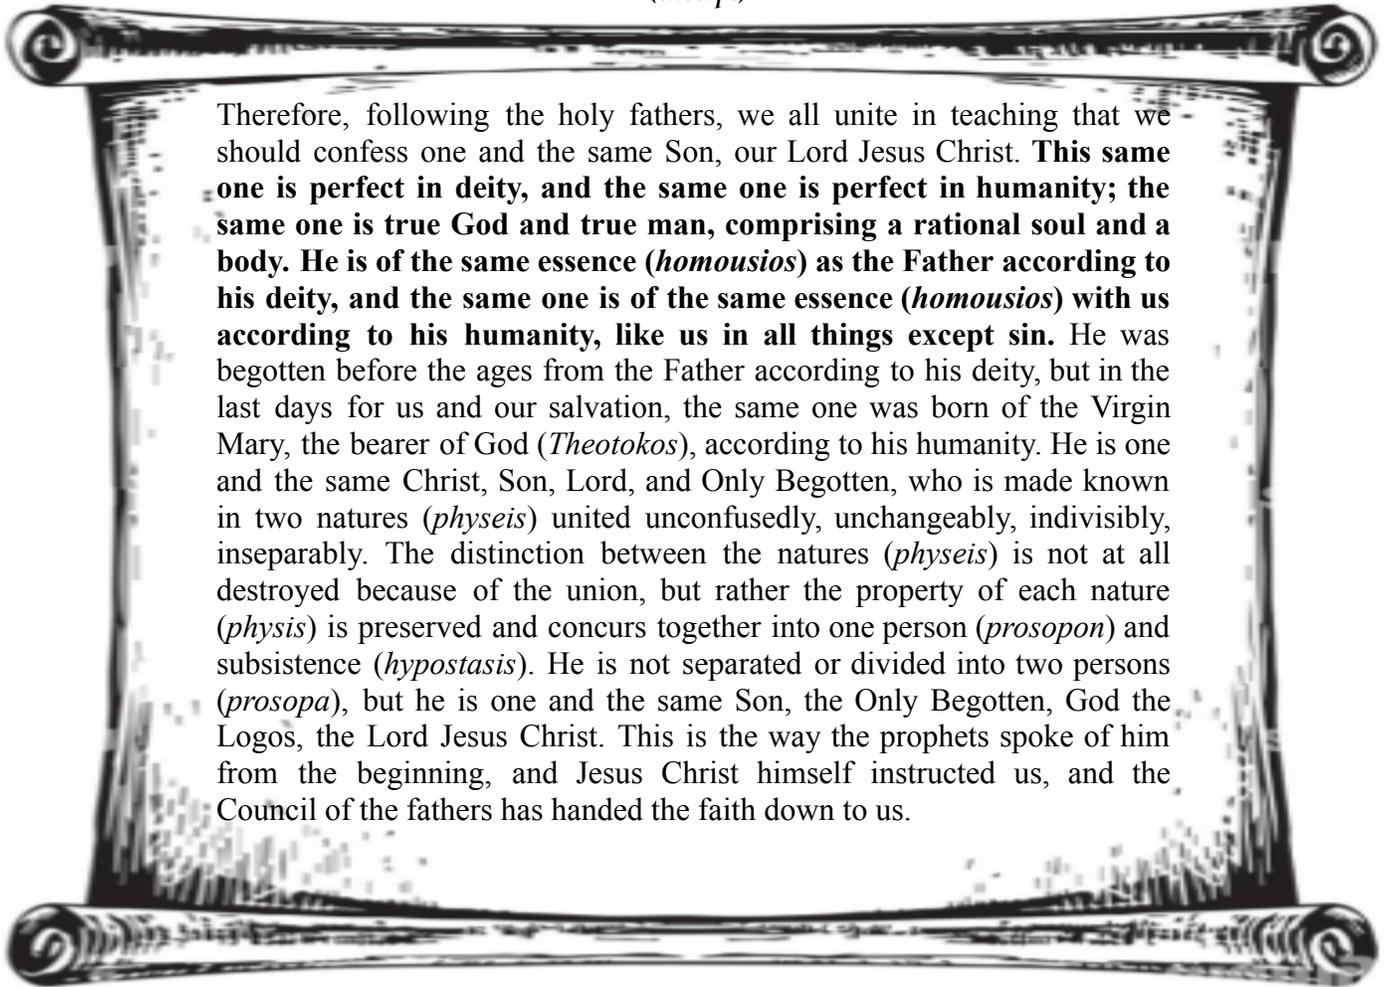 Therefore, following the holy fathers, we all unite in teaching that we
should confess one and the same Son, our Lord Jesus Christ. This same
one is perfect in deity, and the same one is perfect in humanity; the
same one is true God and true man, comprising a rational soul and a
body. He is of the same essence (homousios) as the Father according to
his deity, and the same one is of the same essence (homousios) with us
according to his humanity, like us in all things except sin. He was
begotten before the ages from the Father according to his deity, but in the
last days for us and our salvation, the same one was born of the Virgin
Mary, the bearer of God (Theotokos), according to his humanity. He is one
and the same Christ, Son, Lord, and Only Begotten, who is made known
in two natures (physeis) united unconfusedly, unchangeably, indivisibly,
inseparably. The distinction between the natures (physeis) is not at all
destroyed because of the union, but rather the property of each nature
(physis) is preserved and concurs together into one person (prosopon) and
subsistence (hypostasis). He is not separated or divided into two persons
(prosopa), but he is one and the same Son, the Only Begotten, God the
Logos, the Lord Jesus Christ. This is the way the prophets spoke of him
from the beginning, and Jesus Christ himself instructed us, and the
Council of the fathers has handed the faith down to us.